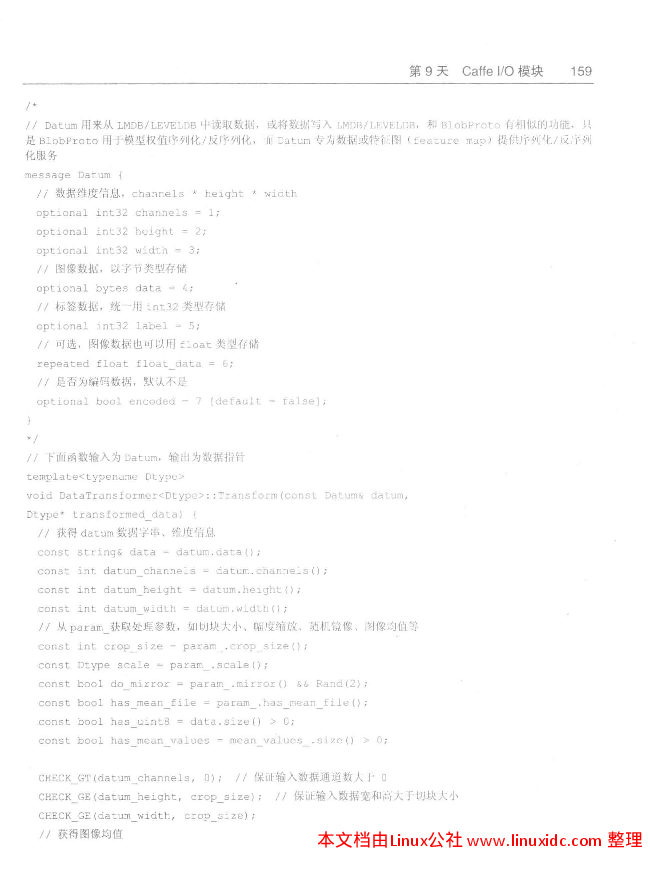 第 9 天 Caffe I/O 模块 159
/*
// Datum 用来从 LMDB/LEVELDB 中读取数据，或将数据写入 LMDB/LEVELDB，和 BlobProto 有相似的功能，只
是 BlobProto 用于模型权值序列化/反序列化，而 Datum 专为数据或特征图（feature map）提供序列化/反序列
化服务
message Datum {
// 数据维度信息，channels * height * width
optional int32 channels = 1;
optional int32 height = 2;
optional int32 width = 3;
// 图像数据，以字节类型存储
optional bytes data = 4;
// 标签数据，统一用 int32 类型存储
optional int32 label = 5;
// 可选，图像数据也可以用 float 类型存储
repeated float float_data = 6;
// 是否为编码数据，默认不是
optional bool encoded = 7 [default = false];
}
*/
// 下面函数输入为 Datum，输出为数据指针
template<typename Dtype>
void DataTransformer<Dtype>::Transform(const Datum& datum,
Dtype* transformed_data) {
// 获得 datum 数据字串、维度信息
const string& data = datum.data();
const int datum_channels = datum.channels();
const int datum_height = datum.height();
const int datum_width = datum.width();
// 从 param_获取处理参数，如切块大小、幅度缩放、随机镜像、图像均值等
const int crop_size = param_.crop_size();
const Dtype scale = param_.scale();
const bool do_mirror = param_.mirror() && Rand(2);
const bool has_mean_file = param_.has_mean_file();
const bool has_uint8 = data.size() > 0;
const bool has_mean_values = mean_values_.size() > 0;
CHECK_GT(datum_channels, 0); // 保证输入数据通道数大于 0
CHECK_GE(datum_height, crop_size); // 保证输入数据宽和高大于切块大小
CHECK_GE(datum_width, crop_size);
// 获得图像均值
本文档由Linux公社 www.linuxidc.com 整理